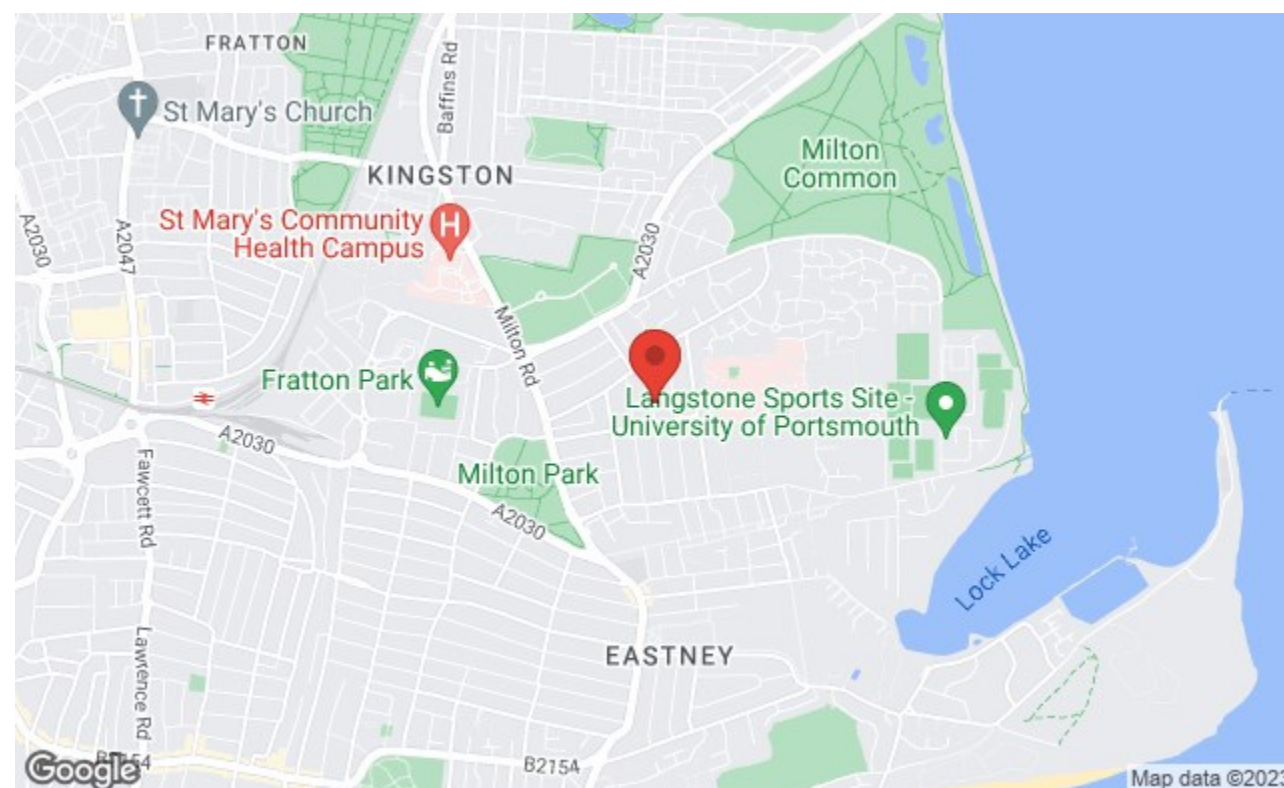 FRATTON
Baffins Rd
St Mary's Church
Milton
Common
KINGSTON
St Mary's Community
Health Campus
H
A2030
A2047
A2030
Milton Rd
Fratton Park
Langstone Sports Site -
University of Portsmouth
A2030
Fawcett Rd
Milton Park
A2030
Lock Lake
Lawrence Rd
EASTNEY
B2154
B2154
Google
Map data ©2023